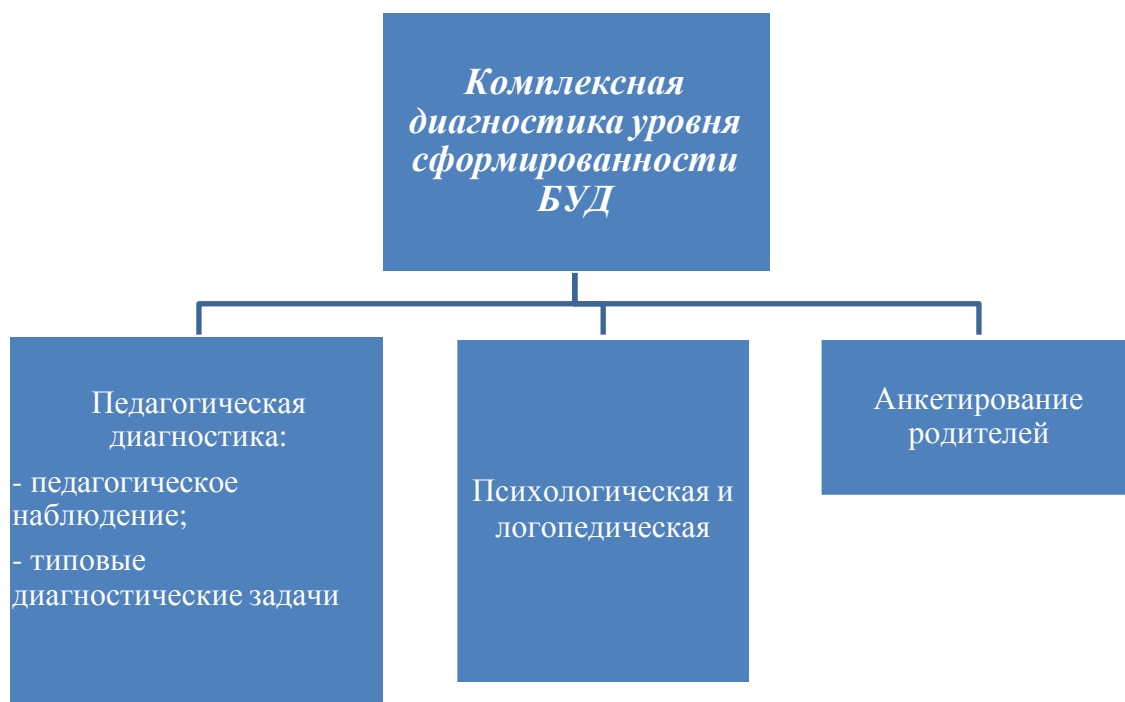 Комплексная
диагностика уровня
сформированности
БУД
Педагогическая
диагностика:
- педагогическое
наблюдение;
- типовые
диагностические задачи
Психологическая и
логопедическая
Анкетирование
родителей